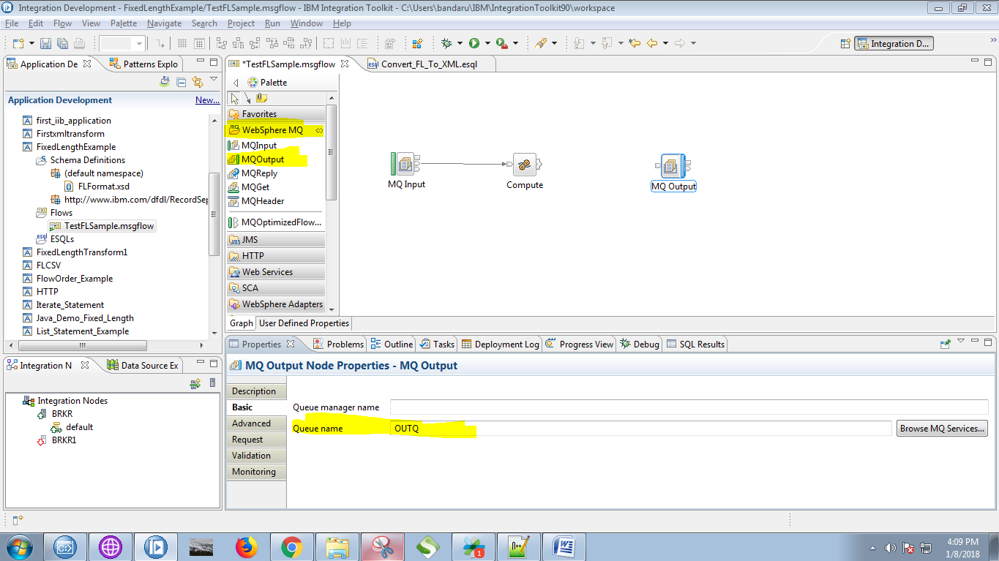 Integration Development - FixedLengthExample/TestFLSample.msgflow - IBM Integration Toolkit - C:\Users\bandaru\IBM\IntegrationToolkit90\workspace
File Edit Flow View Palette Navigate Search Project Run Window Help
Integration D...
Application De
Patterns Explo
Application Development
New...
first_iib_application
Firstxmltransform
FixedLengthExample
Schema Definitions
(default namespace)
FLFormat.xsd
http://www.ibm.com/dfdl/RecordSep
Flows
TestFLSample.msgflow
esql ESQLs
FixedLengthTransform1
FLCSV
FlowOrder_Example
HTTP
Iterate_Statement
Java_Demo_Fixed_Length
List_Statement_Example
*TestFLSample.msgflow
esql Convert_FL_To_XML.esql
Palette
Favorites
WebSphere MQ
MQInput
MQOutput
MQReply
MQGet
MQHeader
MQOptimizedFlow...
JMS
HTTP
Web Services
SCA
WebSphere Adapters
MQ Input
Compute
MQ Output
Graph User Defined Properties
Integration N
Data Source Ex
Integration Nodes
BRKR
default
BRKR1
Properties Problems Outline Tasks Deployment Log Progress View Debug SQL Results
MQ Output Node Properties - MQ Output
Description
Basic
Advanced
Request
Validation
Monitoring
Queue manager name
Queue name OUTQ Browse MQ Services...
C:\
n++
1
W
4:09 PM
1/8/2018